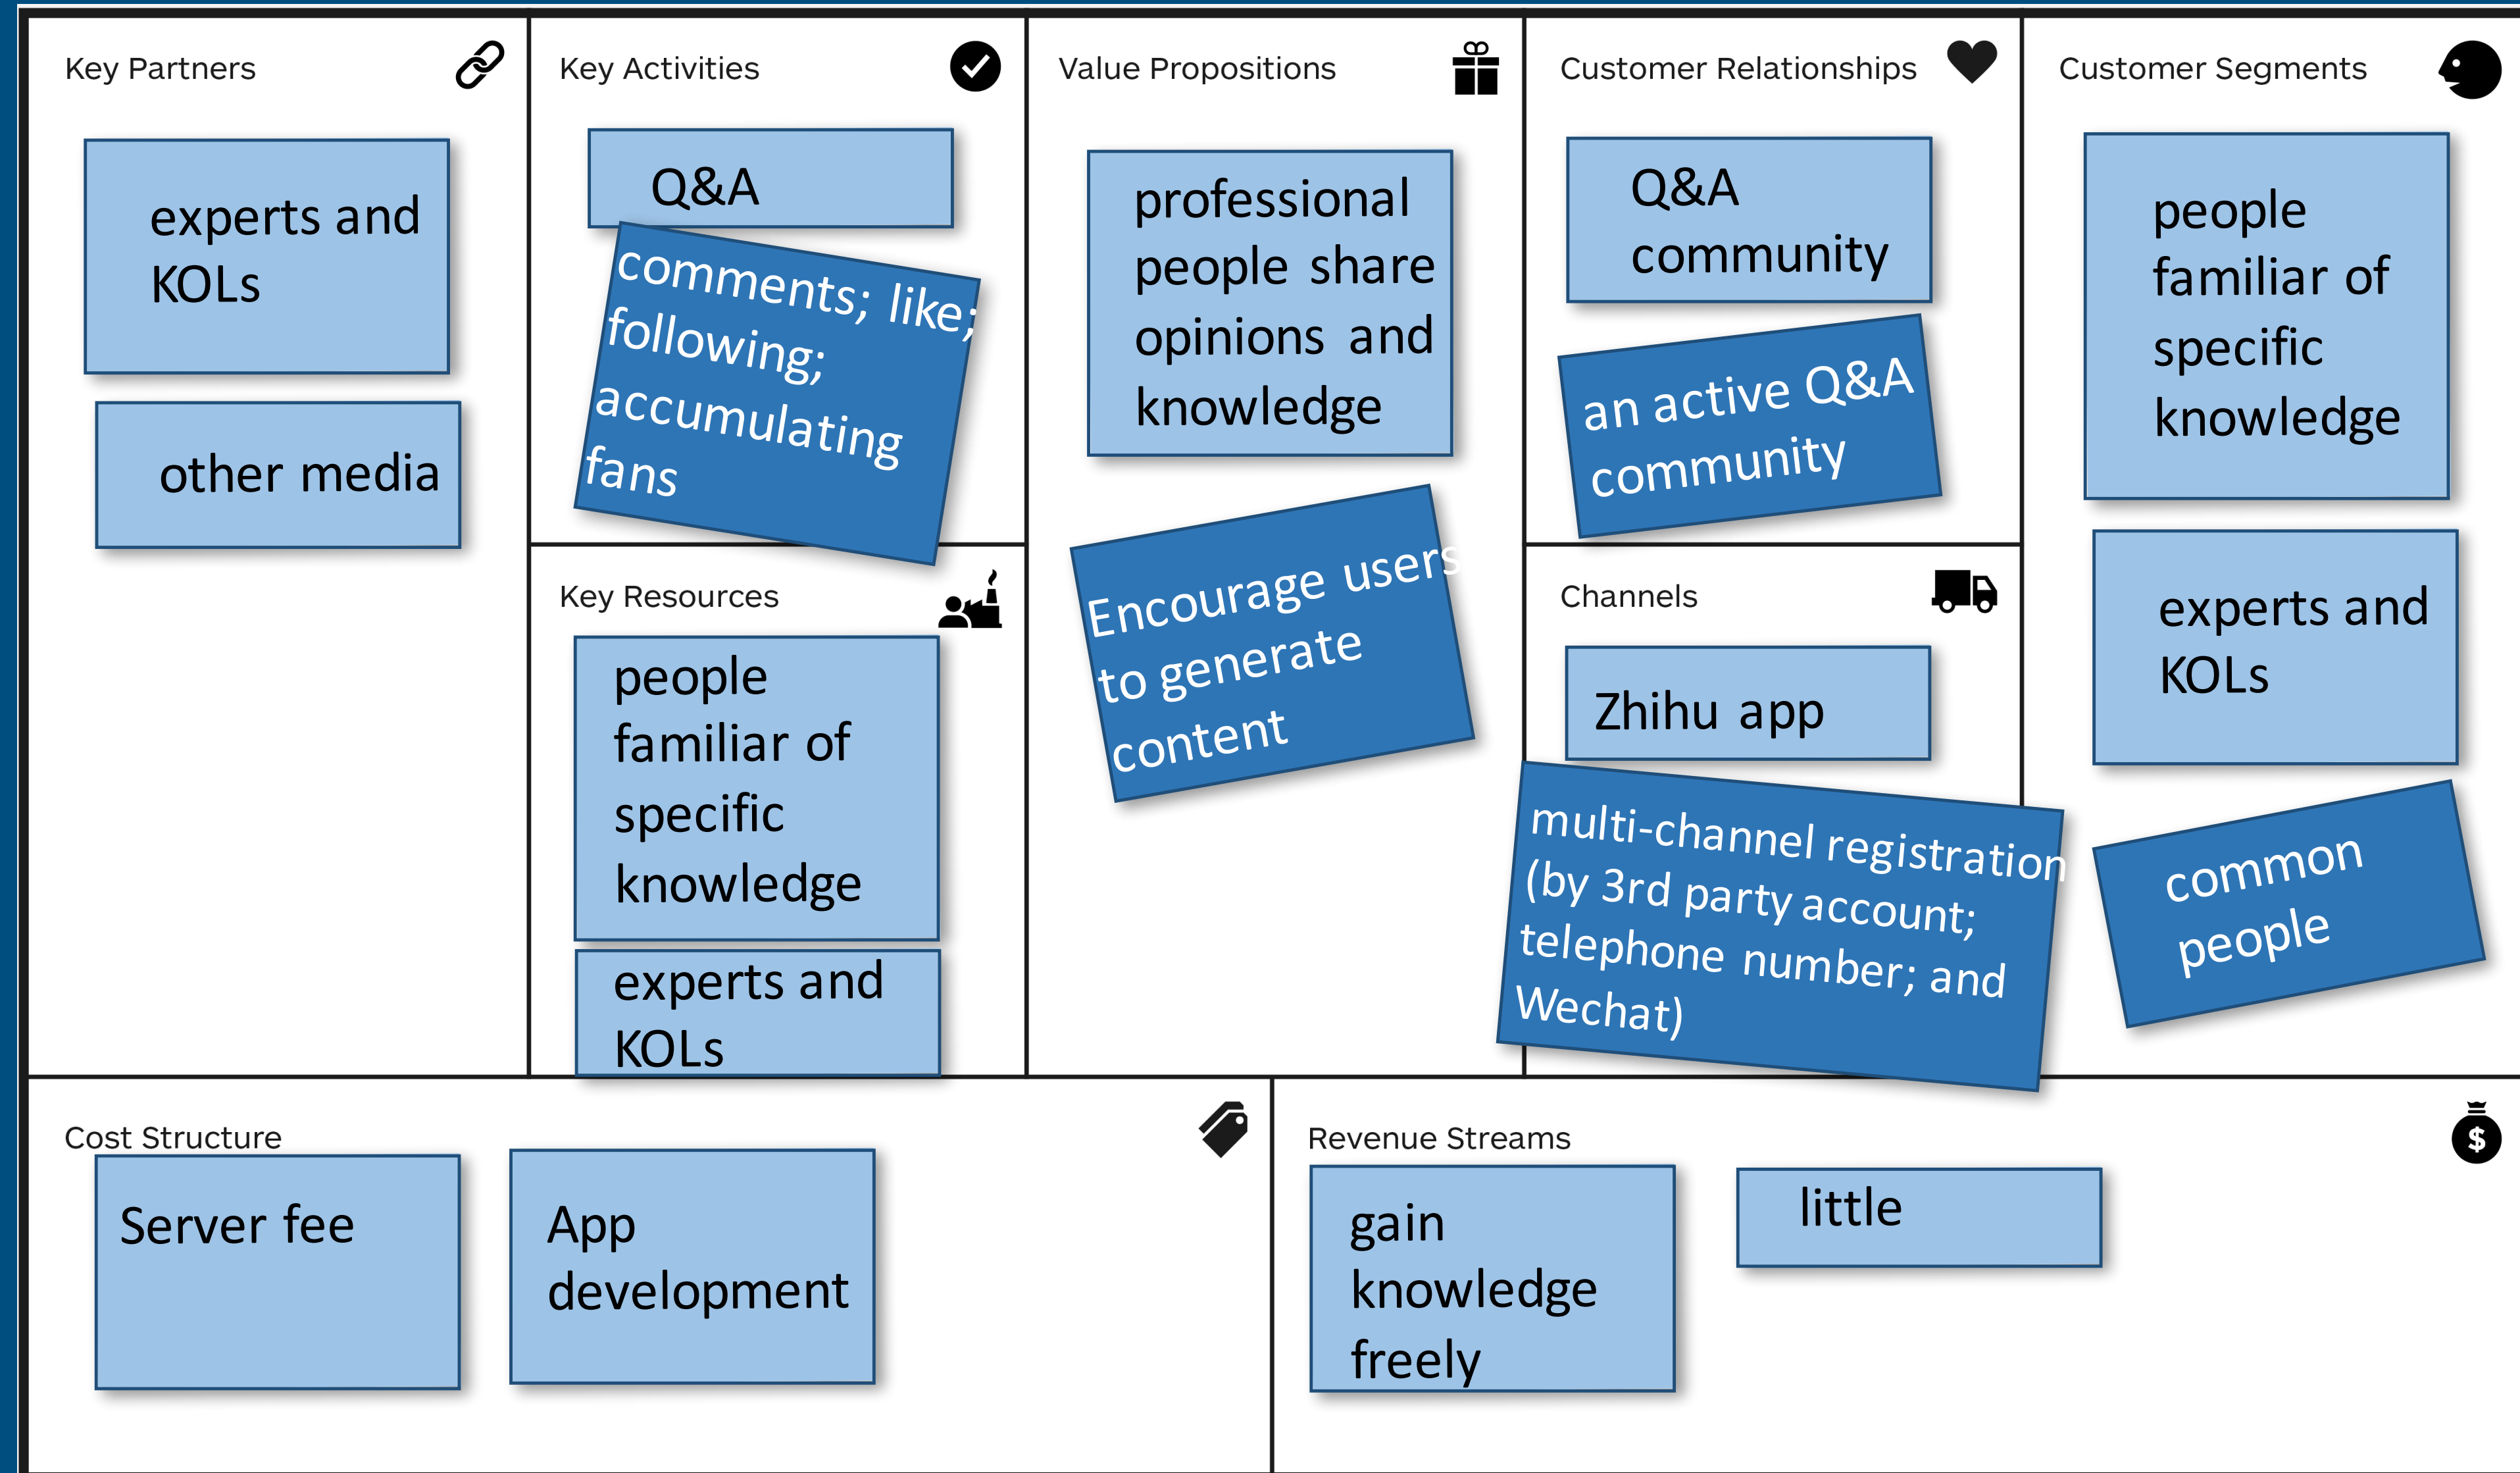 Key Partners
experts and
KOLs
other media
Key Activities
Q&A
comments; like;
following;
accumulating
fans
Key Resources
people
familiar of
specific
knowledge
experts and
KOLs
Value Propositions
professional
people share
opinions and
knowledge
Encourage users
to generate
content
Customer Relationships
Q&A
community
an active Q&A
community
Channels
Zhihu app
multi-channel registration
(by 3rd party account;
telephone number; and
Wechat)
Customer Segments
people
familiar of
specific
knowledge
experts and
KOLs
common
people
Cost Structure
Server fee
App
development
Revenue Streams
gain
knowledge
freely
little
$